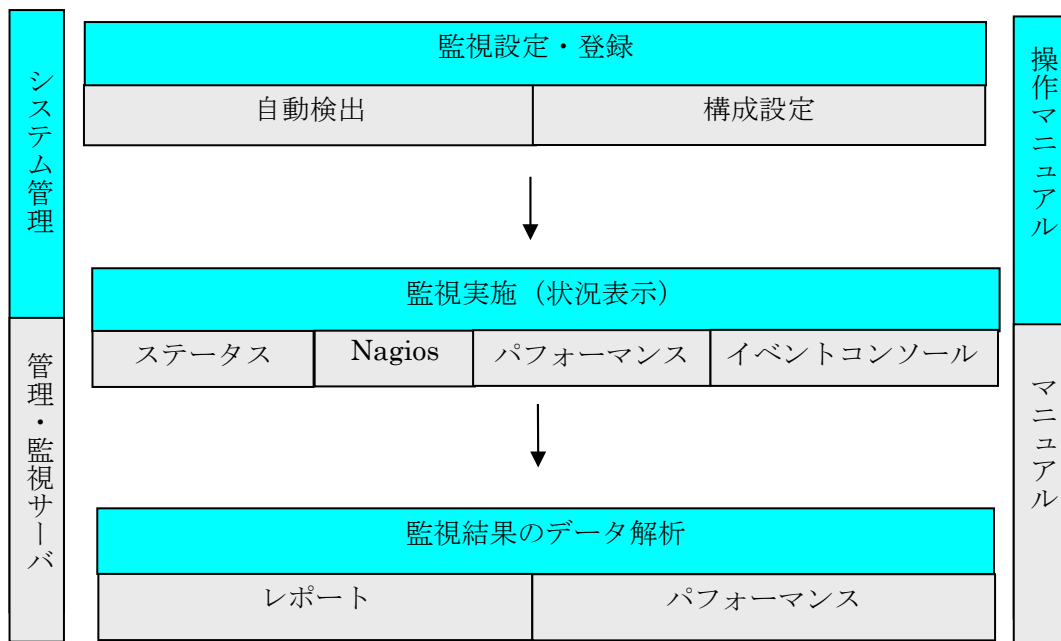 システム管理
管理・監視サーバ
監視設定・登録
自動検出
構成設定
監視実施（状況表示）
ステータス
Nagios
パフォーマンス
イベントコンソール
監視結果のデータ解析
レポート
パフォーマンス
操作マニュアル
マニュアル